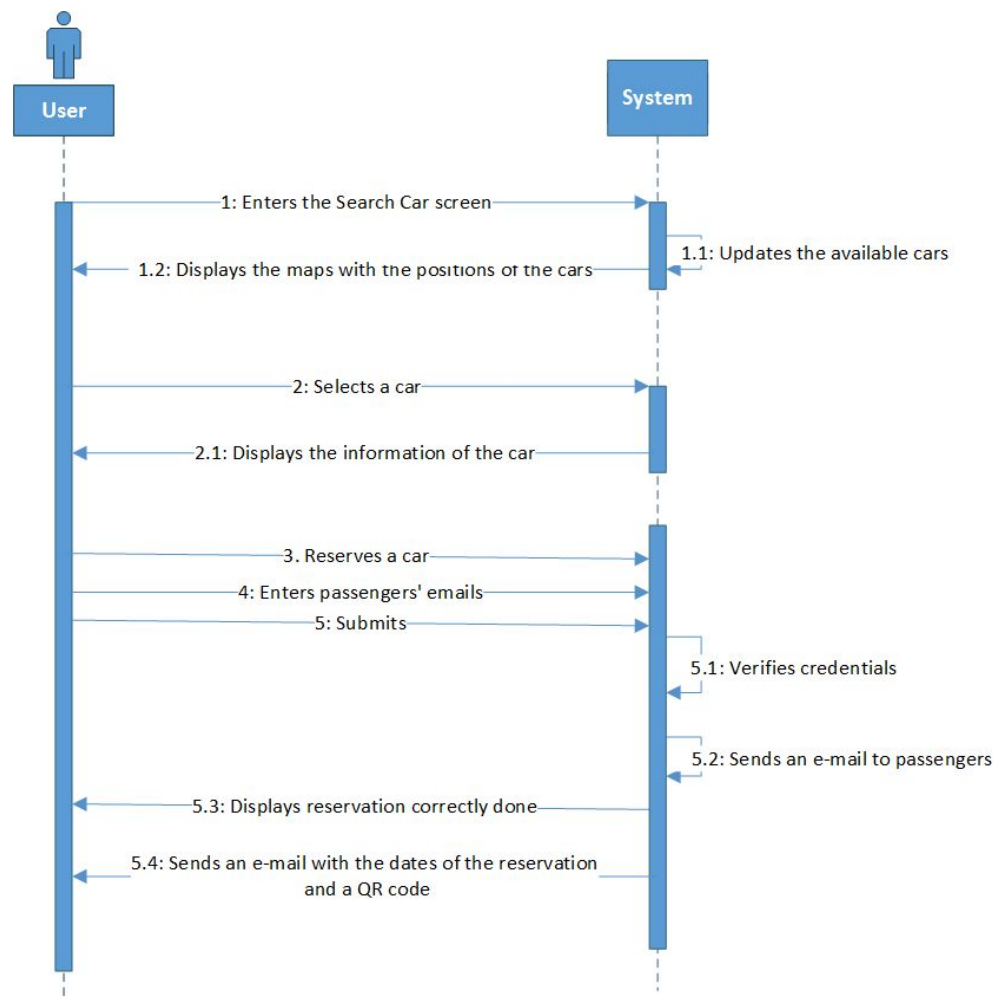 User
System
1: Enters the Search Car screen
1.1: Updates the available cars
1.2: Displays the maps with the positions of the cars
2: Selects a car
2.1: Displays the information of the car
3. Reserves a car
4: Enters passengers' emails
5: Submits
5.1: Verifies credentials
5.2: Sends an e-mail to passengers
5.3: Displays reservation correctly done
5.4: Sends an e-mail with the dates of the reservation
and a QR code